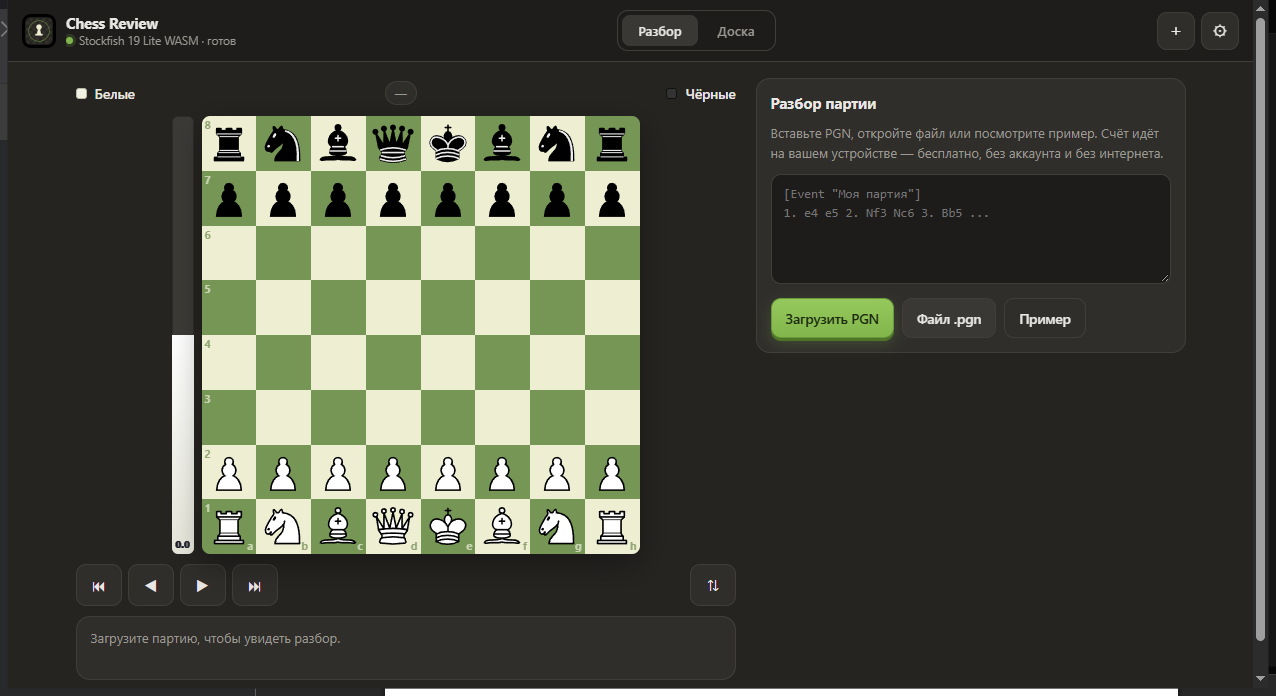 Chess Review
Stockfish 19 Lite WASM · готов
Разбор
Доска
+
Белые
—
Чёрные
8
7
6
5
4
3
2
1
a b c d e f g h
0.0
Загрузите партию, чтобы увидеть разбор.
Разбор партии
Вставьте PGN, откройте файл или посмотрите пример. Счёт идёт
на вашем устройстве — бесплатно, без аккаунта и без интернета.
[Event "Моя партия"]
1. e4 e5 2. Nf3 Nc6 3. Bb5 ...
Загрузить PGN
Файл .pgn
Пример